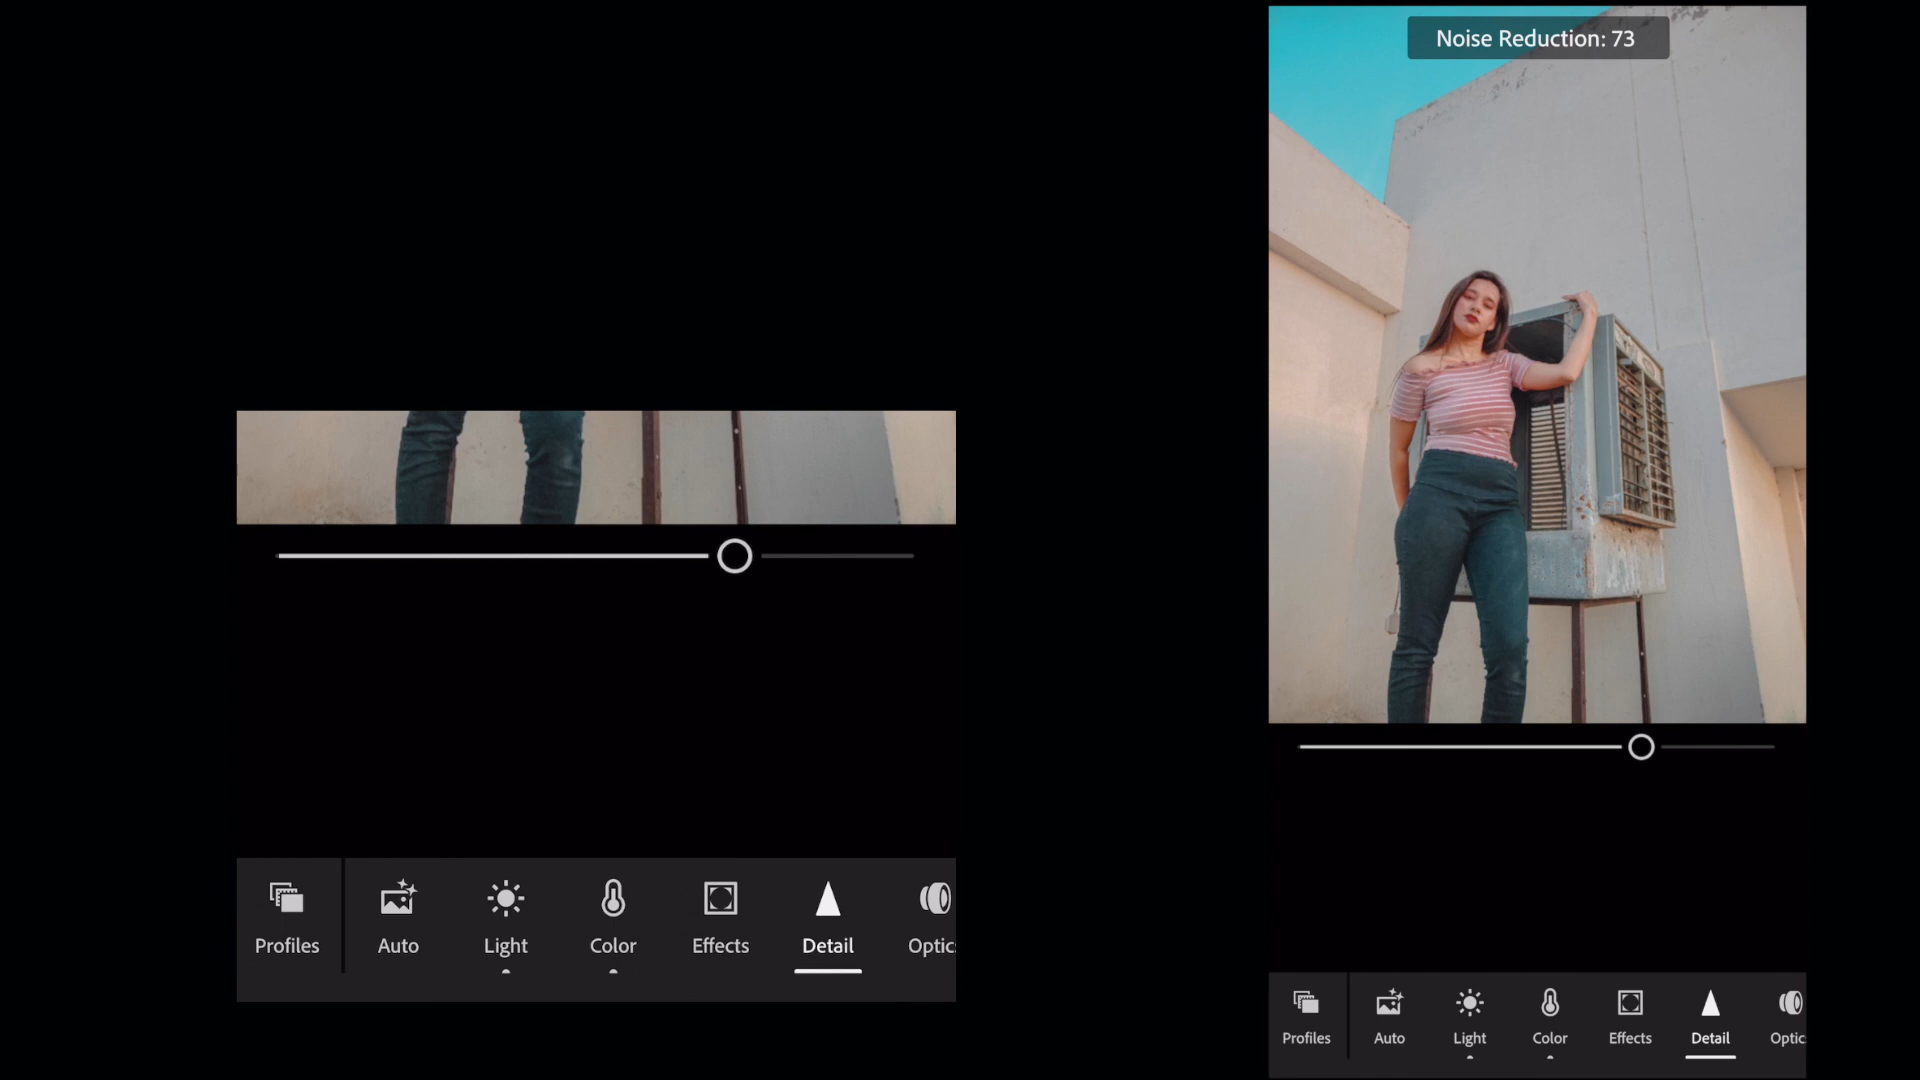 Noise Reduction: 73
Profiles
Auto
Light
Color
Effects
Detail
Optic
Profiles
Auto
Light
Color
Effects
Detail
Optic